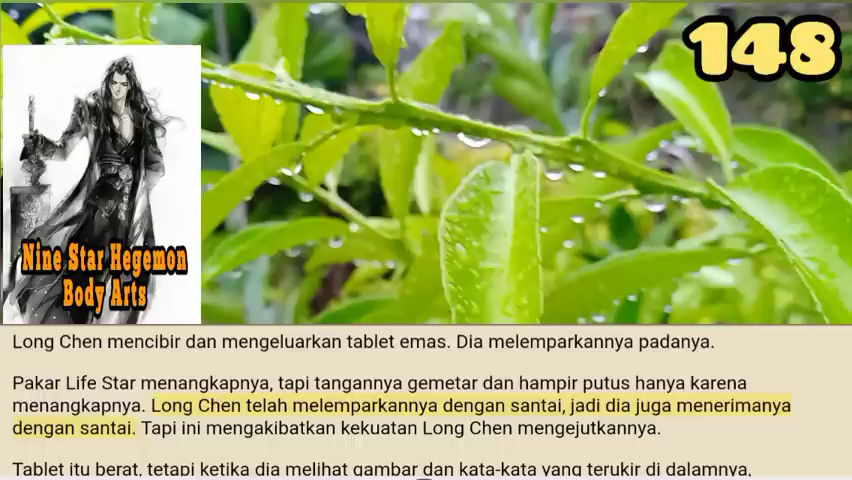 148
Nine Star Hegemon
Body Arts
Long Chen mencibir dan mengeluarkan tablet emas. Dia melemparkannya padanya.
Pakar Life Star menangkapnya, tapi tangannya gemetar dan hampir putus hanya karena
menangkapnya. Long Chen telah melemparkannya dengan santai, jadi dia juga menerimanya
dengan santai. Tapi ini mengakibatkan kekuatan Long Chen mengejutkannya.
Tablet itu berat, tetapi ketika dia melihat gambar dan kata-kata yang terukir di dalamnya,